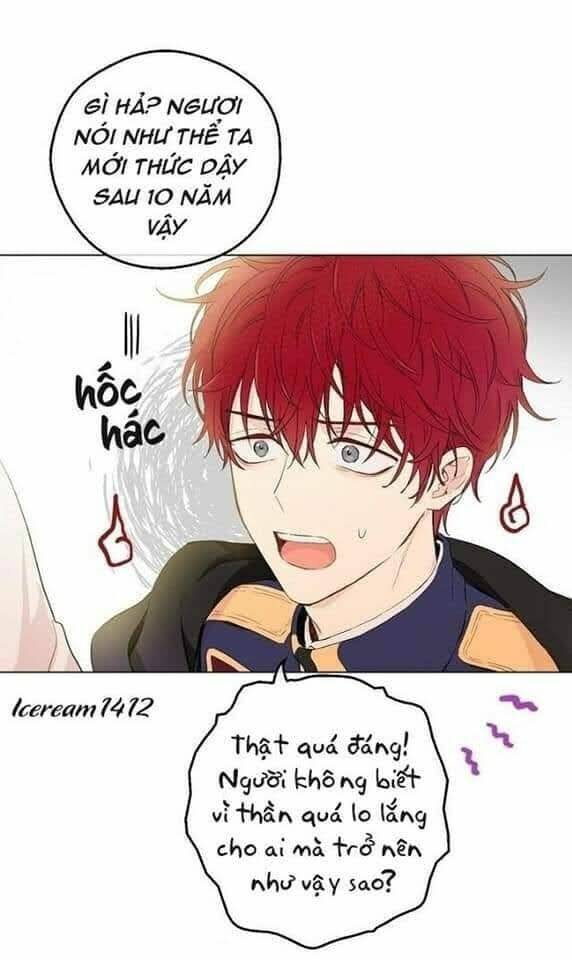 GÌ HẢ? NGƯƠI
NÓI NHƯ THỂ TA
MỚI THỨC DẬY
SAU 10 NĂM
VẬY
hốc
hác
Iceream1412
Thật quá đáng!
Người không biết
vì thần quá lo lắng
cho ai mà trở nên
như vậy sao?